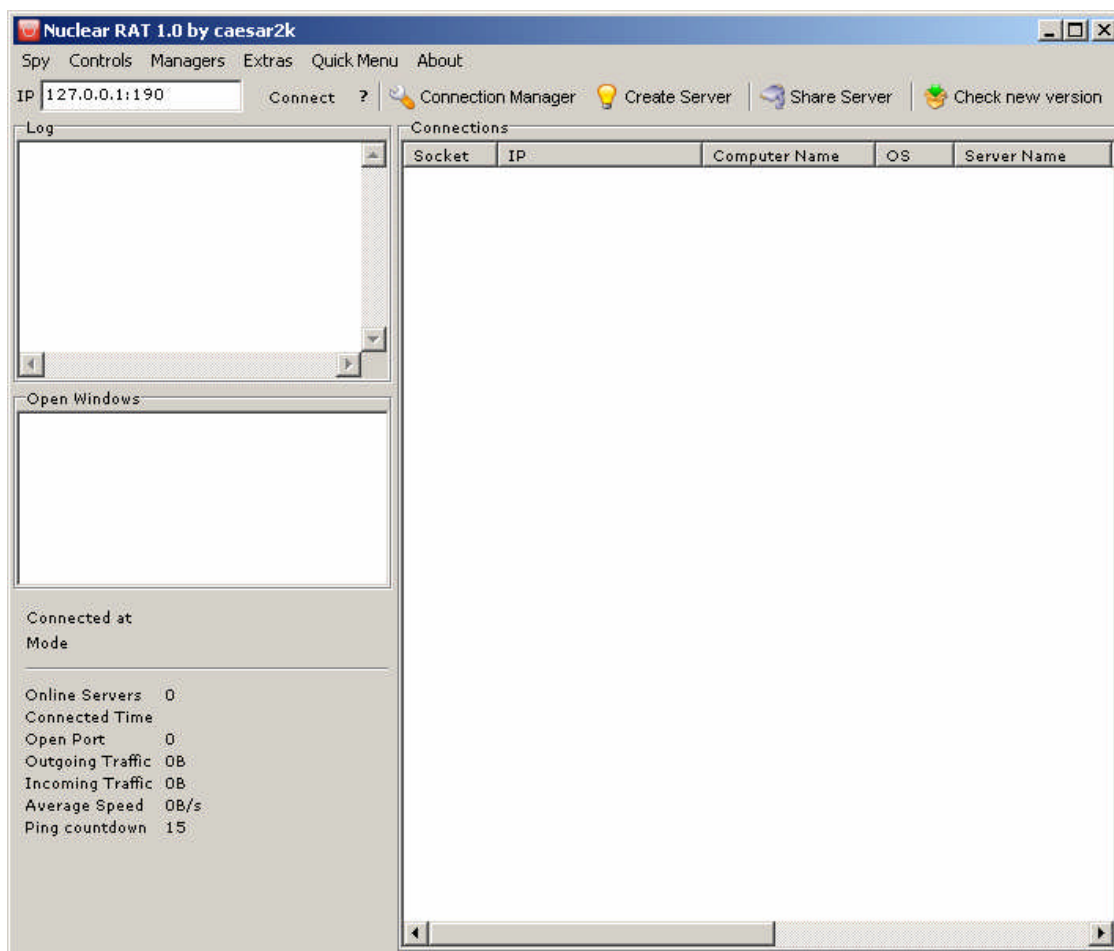 Nuclear RAT 1.0 by caesar2k
Spy Controls Managers Extras Quick Menu About
IP 127.0.0.1:190 Connect ? Connection Manager Create Server Share Server Check new version
Log
Connections
Socket IP Computer Name OS Server Name
Open Windows
Connected at
Mode
Online Servers 0
Connected Time
Open Port 0
Outgoing Traffic 0B
Incoming Traffic 0B
Average Speed 0B/s
Ping countdown 15